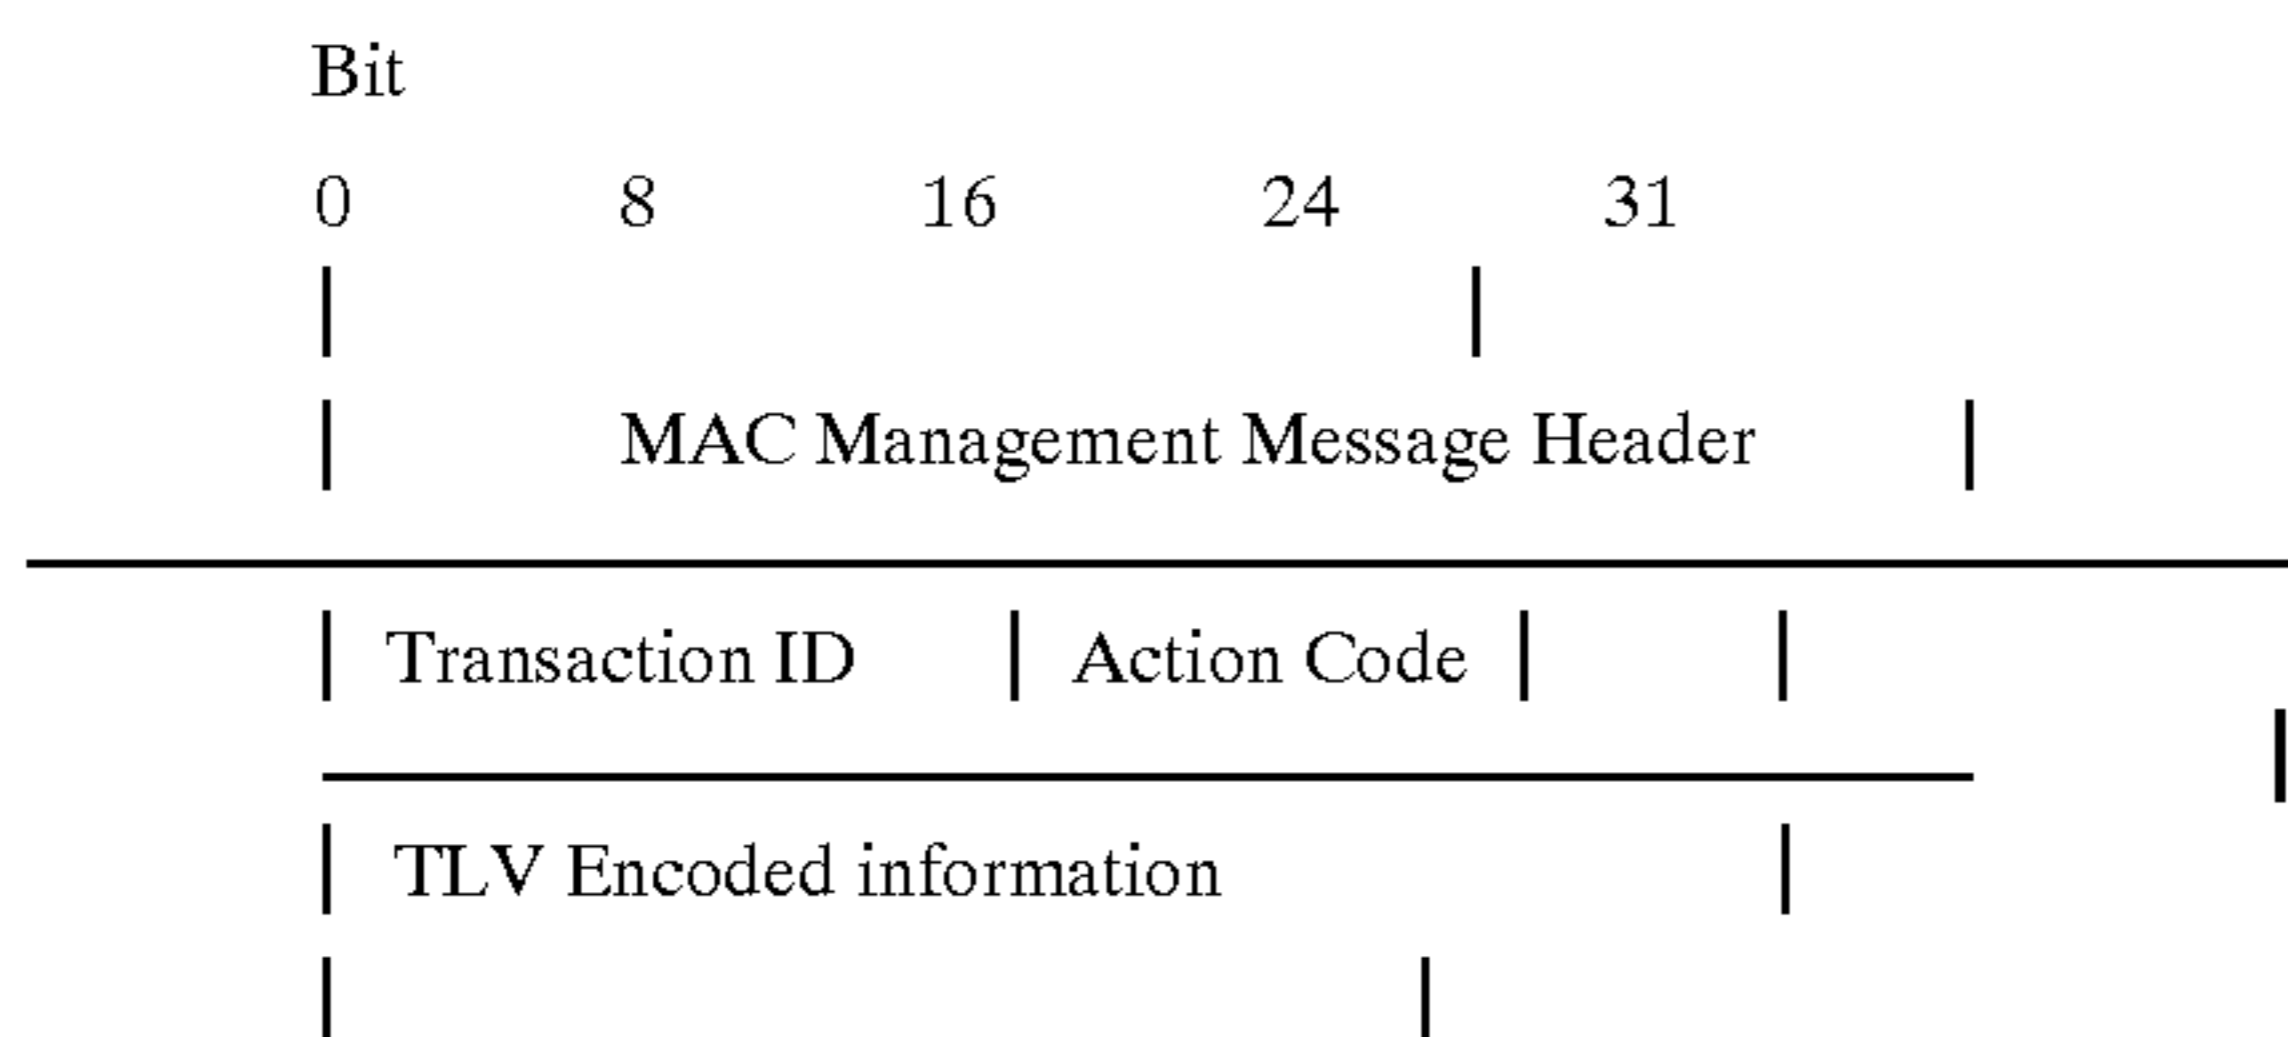 Bit
0 8 16 24 31
| |
| MAC Management Message Header |
| Transaction ID | Action Code | |
|
| TLV Encoded information |
| |